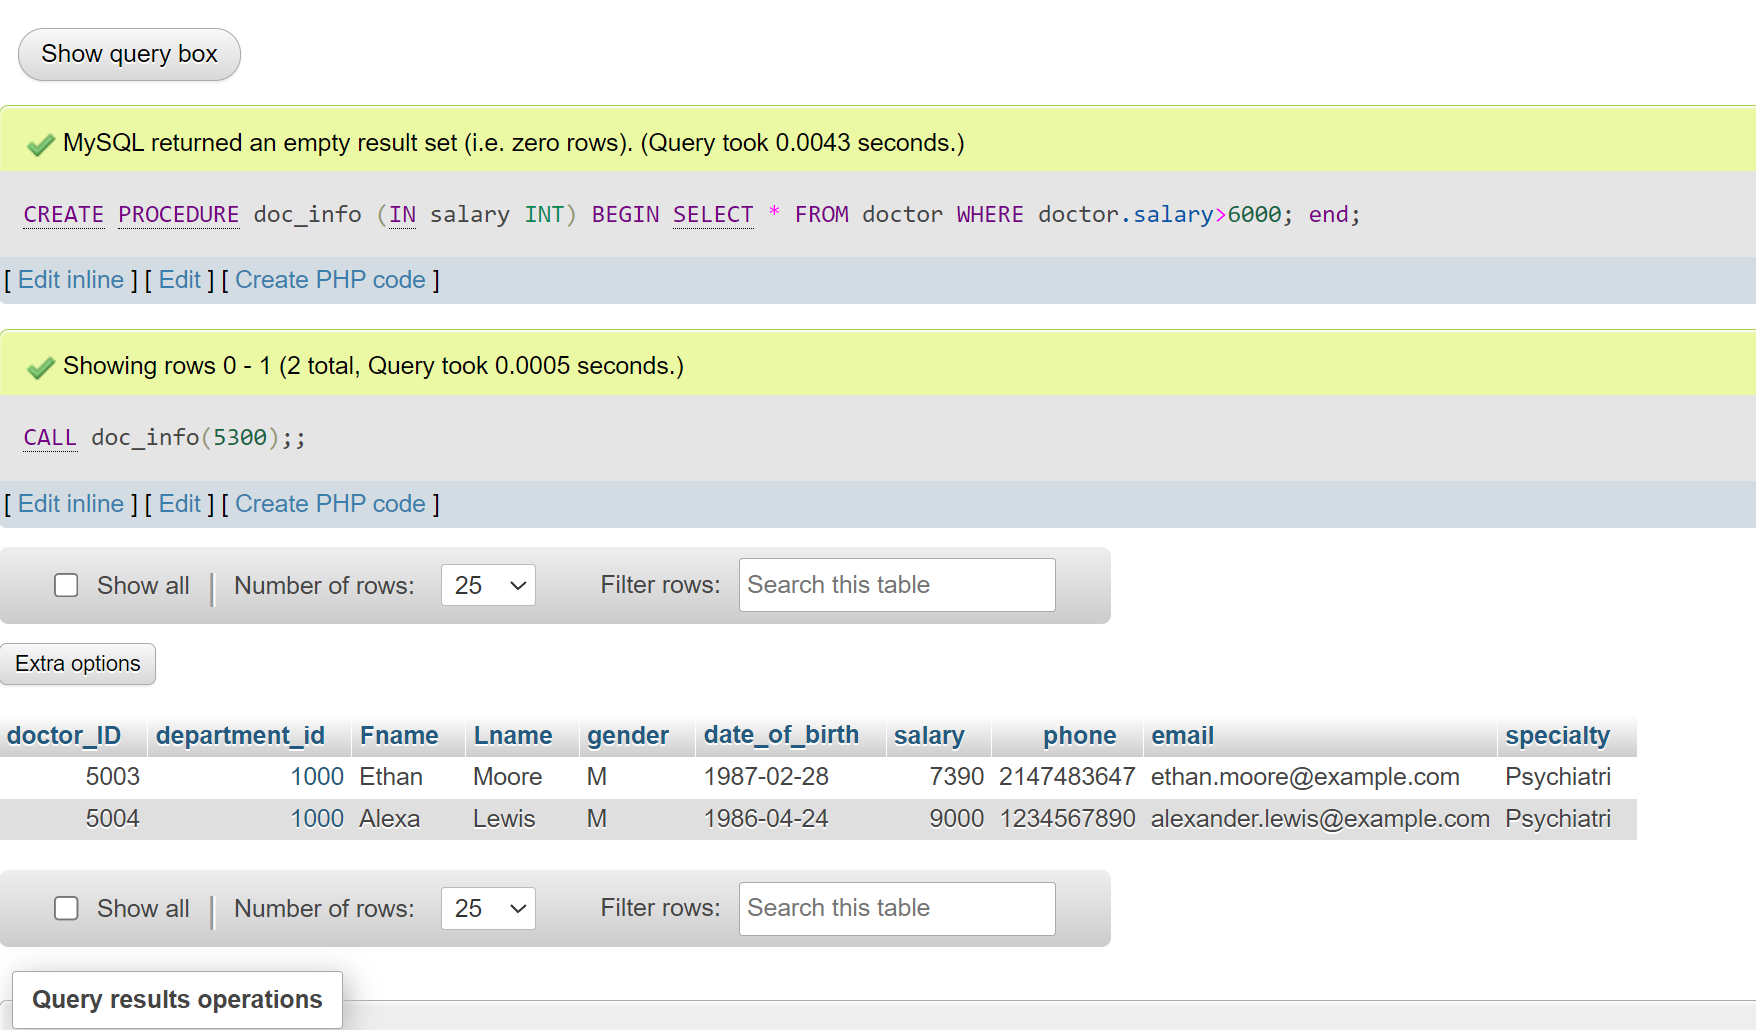 Show query box
MySQL returned an empty result set (i.e. zero rows). (Query took 0.0043 seconds.)
CREATE PROCEDURE doc_info (IN salary INT) BEGIN SELECT * FROM doctor WHERE doctor.salary>6000; end;
[ Edit inline ] [ Edit ] [ Create PHP code ]
Showing rows 0 - 1 (2 total, Query took 0.0005 seconds.)
CALL doc_info(5300);;
[ Edit inline ] [ Edit ] [ Create PHP code ]
Show all | Number of rows: 25 Filter rows: Search this table
Extra options
doctor_ID department_id Fname Lname gender date_of_birth salary phone email specialty
5003 1000 Ethan Moore M 1987-02-28 7390 2147483647 ethan.moore@example.com Psychiatri
5004 1000 Alexa Lewis M 1986-04-24 9000 1234567890 alexander.lewis@example.com Psychiatri
Show all | Number of rows: 25 Filter rows: Search this table
Query results operations